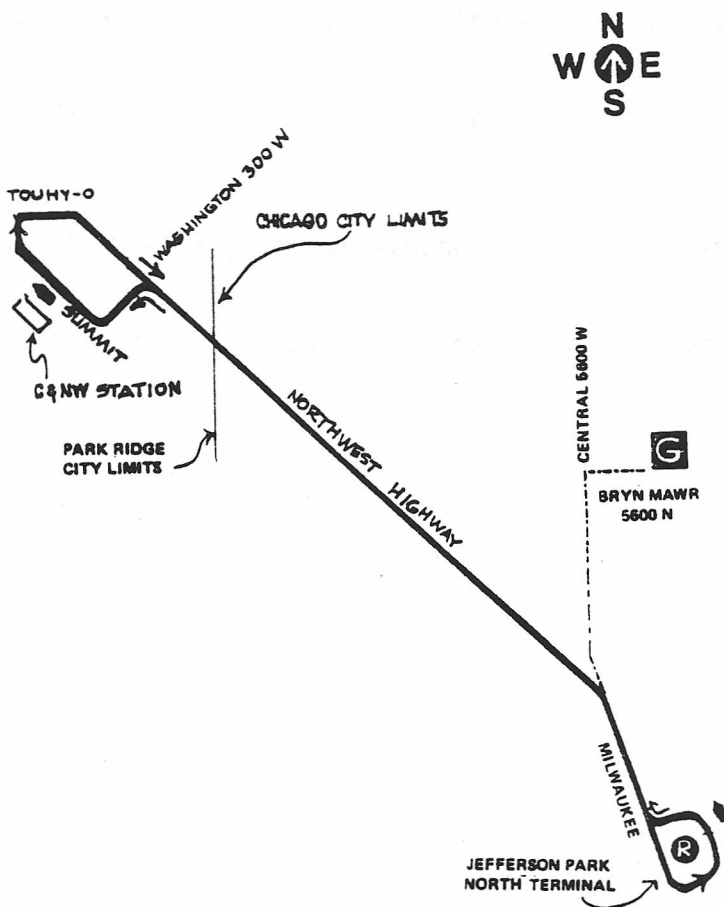 N
W E
S
TOUHY-O
WASHINGTON 300 W
CHICAGO CITY LIMITS
SUMMIT
C&NW STATION
PARK RIDGE
CITY LIMITS
NORTHWEST HIGHWAY
CENTRAL 5600 W
G
BRYN MAWR
5600 N
MILWAUKEE
R
JEFFERSON PARK
NORTH TERMINAL